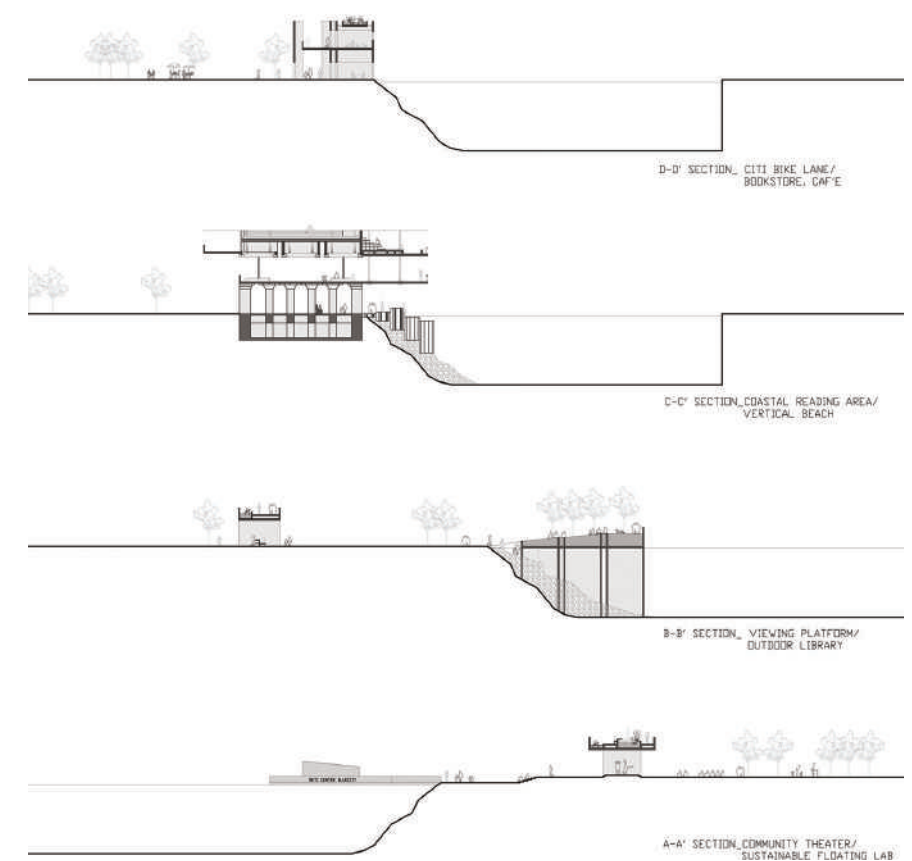 D-D' SECTION_ CITI BIKE LANE/
BOOKSTORE, CAF'E
C-C' SECTION_COASTAL READING AREA/
VERTICAL BEACH
B-B' SECTION_ VIEWING PLATFORM/
OUTDOOR LIBRARY
A-A' SECTION_COMMUNITY THEATER/
SUSTAINABLE FLOATING LAB